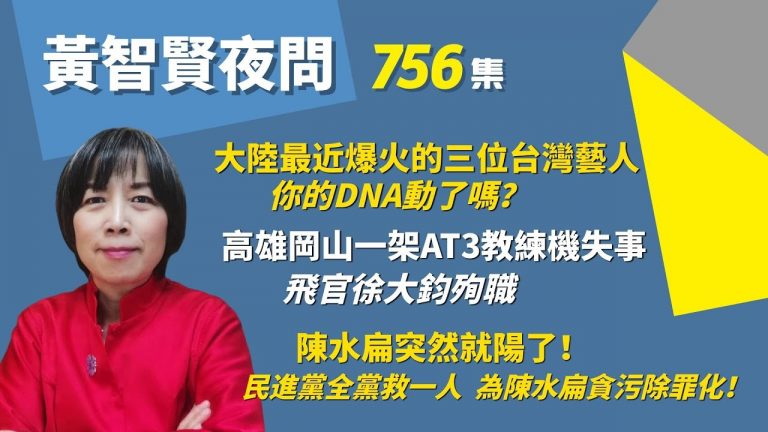 黃智賢夜問 756集
大陸最近爆火的三位台灣藝人
你的DNA動了嗎?
高雄岡山一架AT3教練機失事
飛官徐大鈞殉職
陳水扁突然就陽了!
民進黨全黨救一人 為陳水扁貪污除罪化!